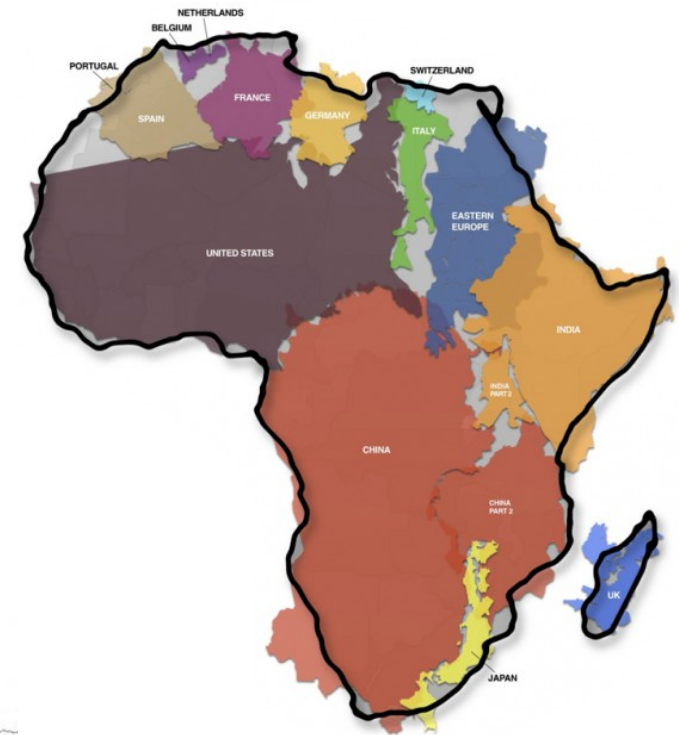 NETHERLANDS
BELGIUM
PORTUGAL
SWITZERLAND
SPAIN
FRANCE
GERMANY
ITALY
UNITED STATES
EASTERN
EUROPE
INDIA
INDIA
PART 2
CHINA
CHINA
PART 2
UK
JAPAN